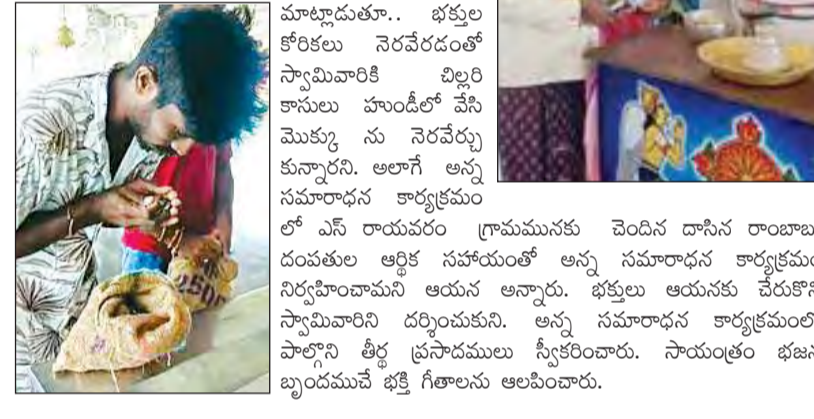 మాట్లాడుతూ.. భక్తుల
కోరికలు నెరవేరడంతో
స్వామివారికి చిల్లరి
కాసులు హుండీలో వేసి
మొక్కు ను నెరవేర్చు
కున్నారని. అలాగే అన్న
సమారాధన కార్యక్రమం
లో ఎస్ రాయవరం గ్రామమునకు చెందిన దాసిన రాంబాబు
దంపతుల ఆర్థిక సహాయంతో అన్న సమారాధన కార్యక్రమం
నిర్వహించామని ఆయన అన్నారు. భక్తులు ఆయనకు చేరుకొని
స్వామివారిని దర్శించుకుని. అన్న సమారాధన కార్యక్రమంలో
పాల్గొని తీర్థ ప్రసాదములు స్వీకరించారు. సాయంత్రం భజన
బృందముచే భక్తి గీతాలను ఆలపించారు.
2500